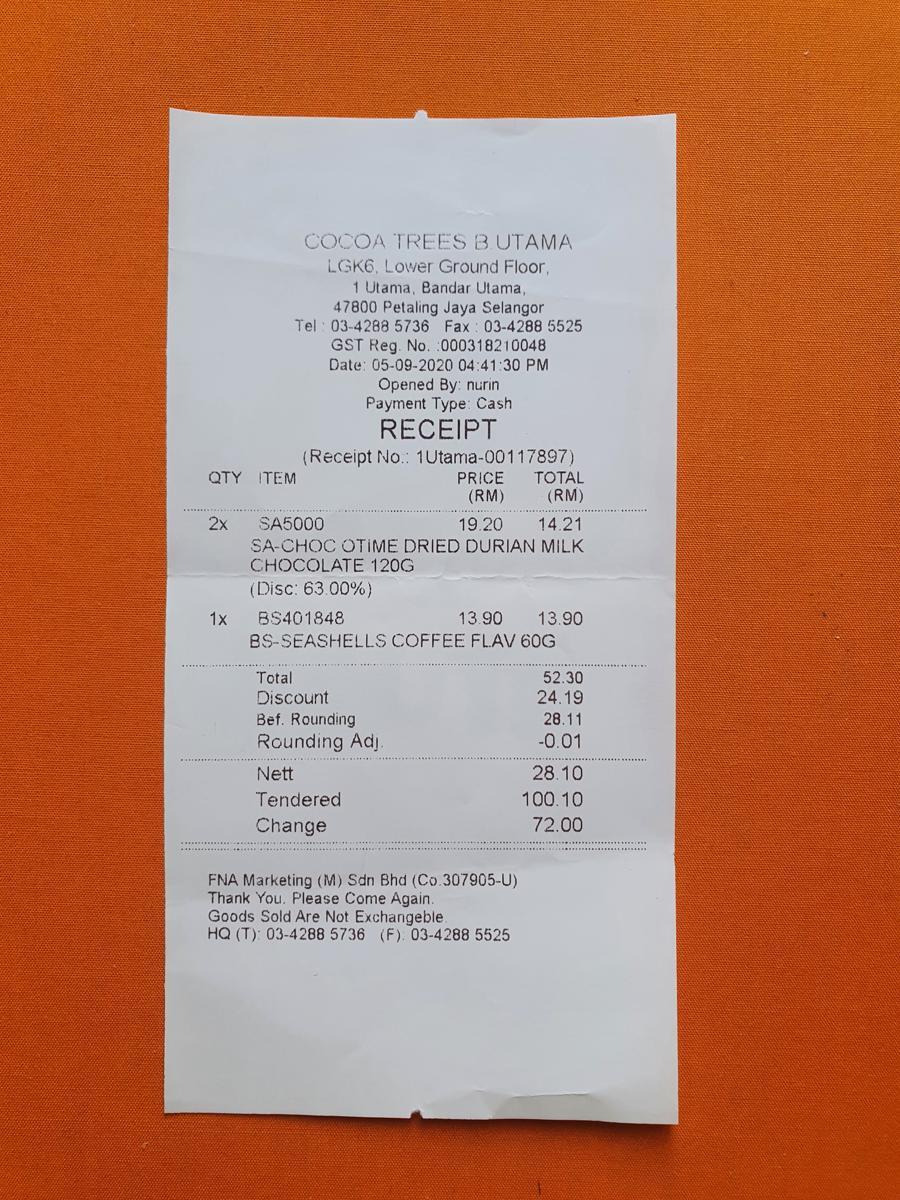 COCOA TREES B.UTAMA
LGK6, Lower Ground Floor,
1 Utama, Bandar Utama,
47800 Petaling Jaya Selangor
Tel : 03-4288 5736 Fax : 03-4288 5525
GST Reg. No. :000318210048
Date: 05-09-2020 04:41:30 PM
Opened By: nurin
Payment Type: Cash
RECEIPT
(Receipt No.: 1Utama-00117897)
QTY ITEM PRICE TOTAL
(RM) (RM)
2x SA5000 19.20 14.21
SA-CHOC OTIME DRIED DURIAN MILK
CHOCOLATE 120G
(Disc: 63.00%)
1x BS401848 13.90 13.90
BS-SEASHELLS COFFEE FLAV 60G
Total 52.30
Discount 24.19
Bef. Rounding 28.11
Rounding Adj. -0.01
Nett 28.10
Tendered 100.10
Change 72.00
FNA Marketing (M) Sdn Bhd (Co.307905-U)
Thank You. Please Come Again.
Goods Sold Are Not Exchangeble.
HQ (T): 03-4288 5736 (F): 03-4288 5525